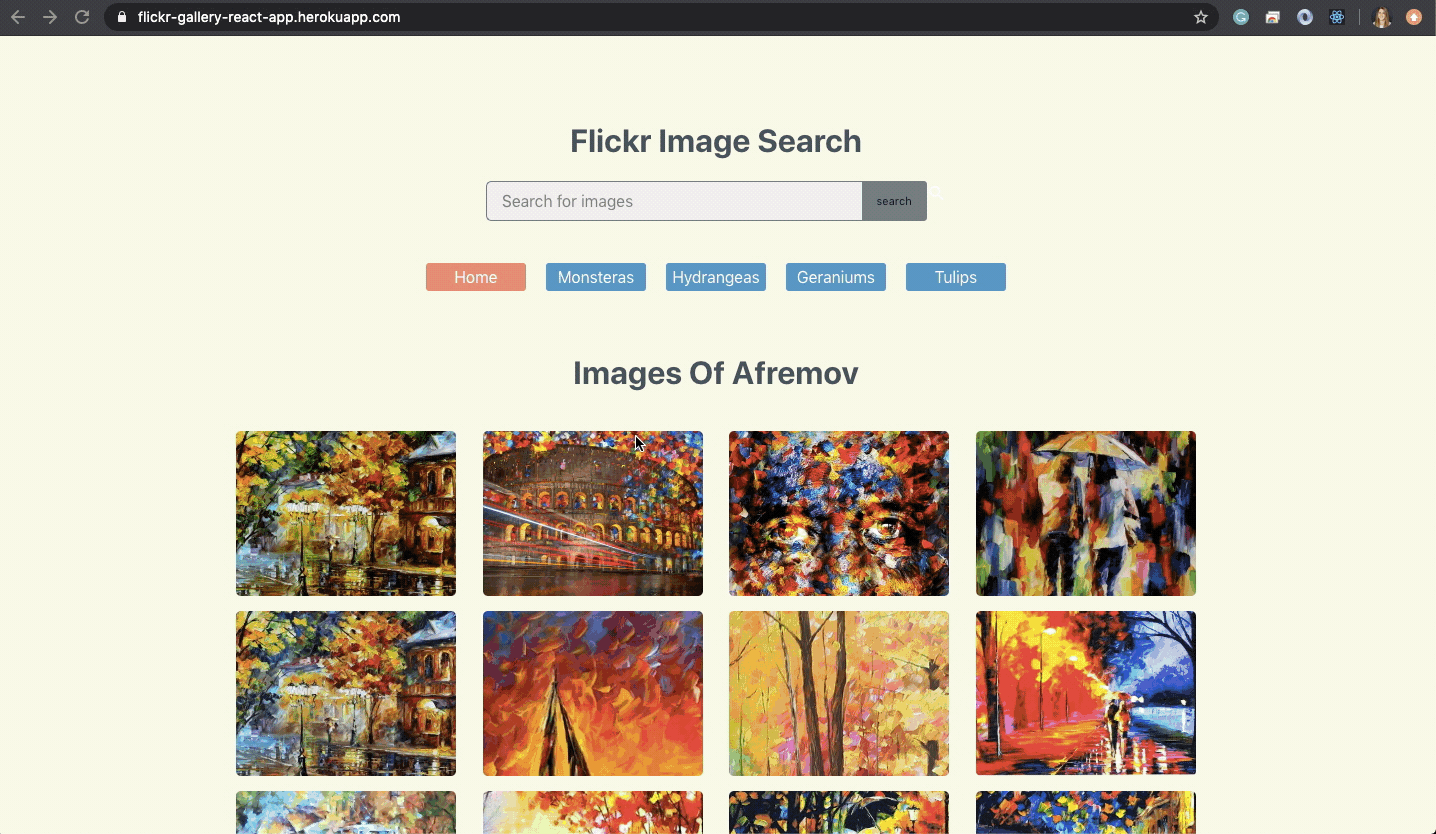 flickr-gallery-react-app.herokuapp.com
Flickr Image Search
Search for images
search
Home Monsteras Hydrangeas Geraniums Tulips
Images Of Afremov